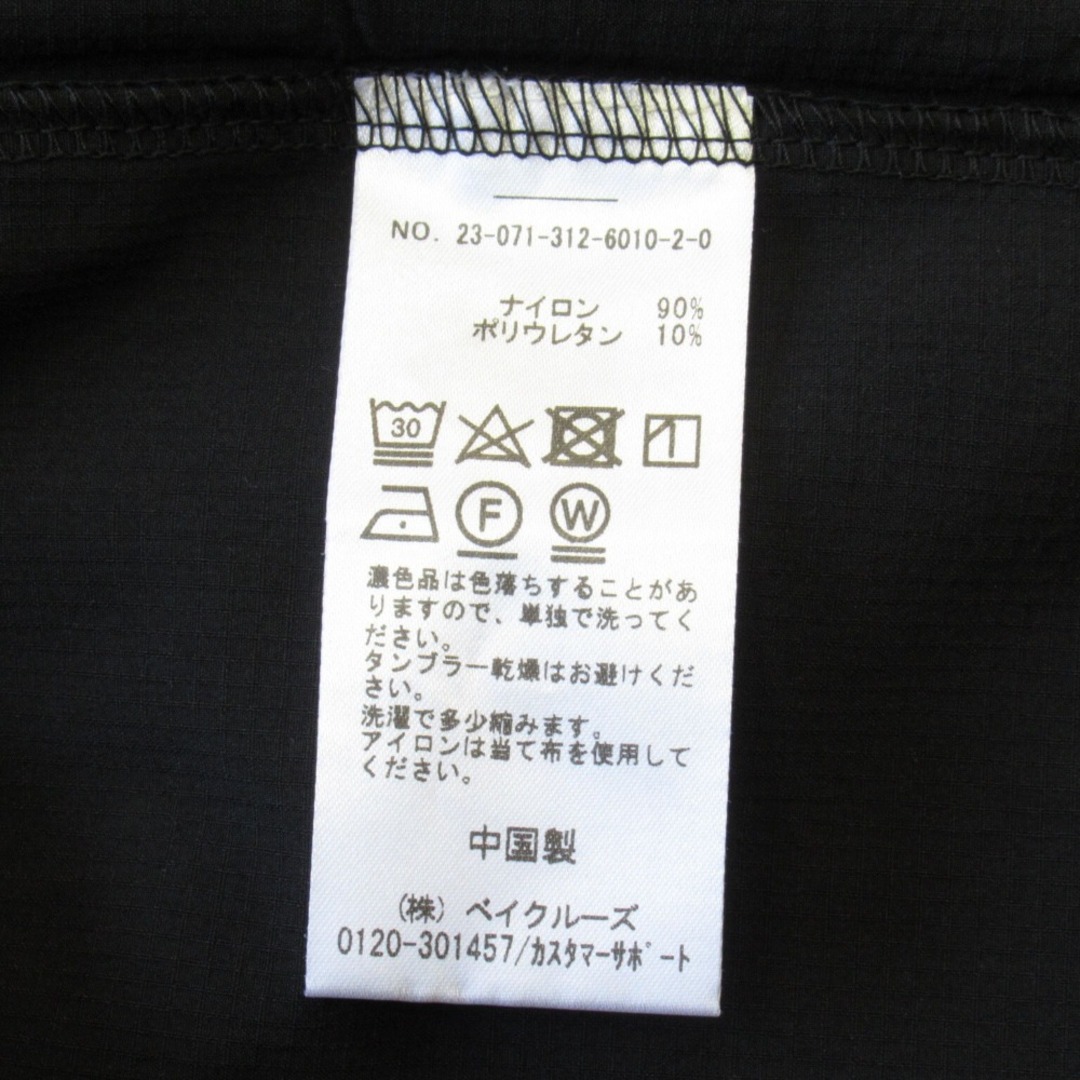 NO. 23-071-312-6010-2-0
ナイロン 90%
ポリウレタン 10%
30
F W
濃色品は色落ちすることがあ
りますので、単独で洗ってく
ださい。
タンブラー乾燥はお避けくだ
さい。
洗濯で多少縮みます。
アイロンは当て布を使用して
ください。
中国製
(株) ベイクルーズ
0120-301457/カスタマーサポート